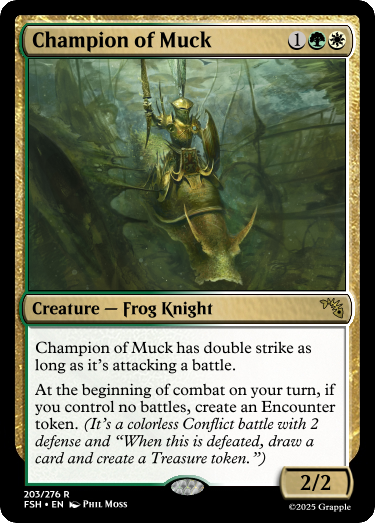 Champion of Muck 1
Creature — Frog Knight
Champion of Muck has double strike as
long as it's attacking a battle.
At the beginning of combat on your turn, if
you control no battles, create an Encounter
token. (It's a colorless Conflict battle with 2
defense and “When this is defeated, draw a
card and create a Treasure token.”)
2/2
203/276 R
FSH • EN Phil Moss
©2025 Grapple